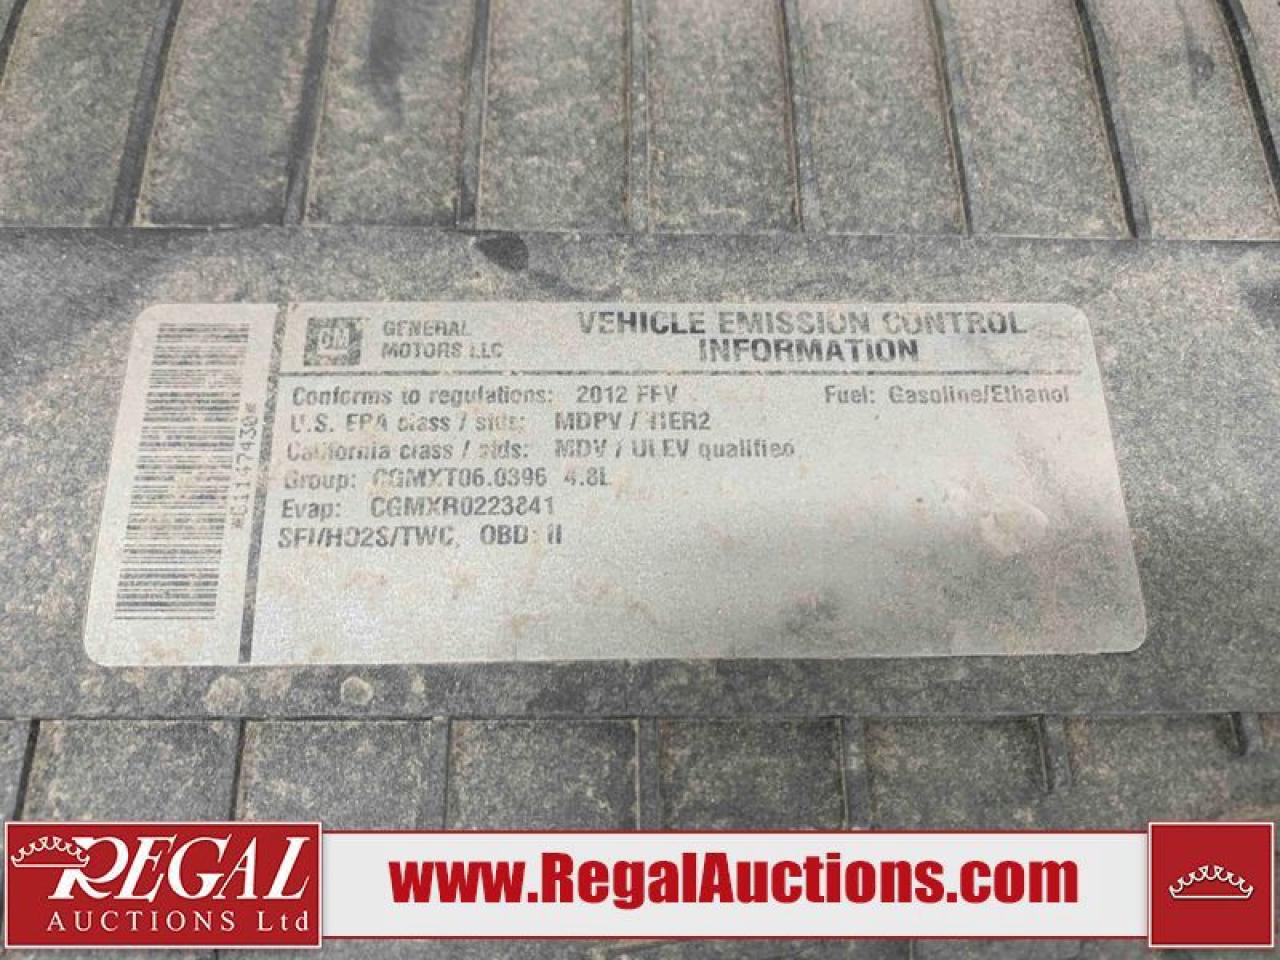 GM GENERAL MOTORS LLC
VEHICLE EMISSION CONTROL
INFORMATION
Conforms to regulations: 2012 FFV Fuel: Gasoline/Ethanol
U.S. EPA class / stds: MDPV / TIER2
California class / stds: MDV / ULEV qualified
Group: CGMXT06.0396 4.8L
Evap: CGMXR0223841
SFI/HO2S/TWC, OBD: II
REGAL
AUCTIONS Ltd
www.RegalAuctions.com